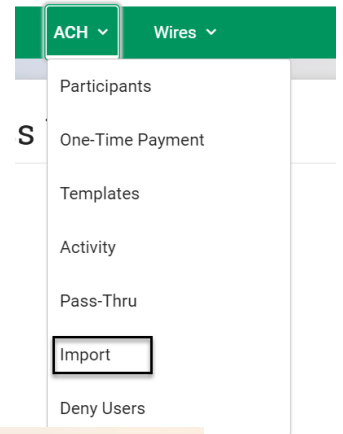 ACH Wires
Participants
s
One-Time Payment
Templates
Activity
Pass-Thru
Import
Deny Users